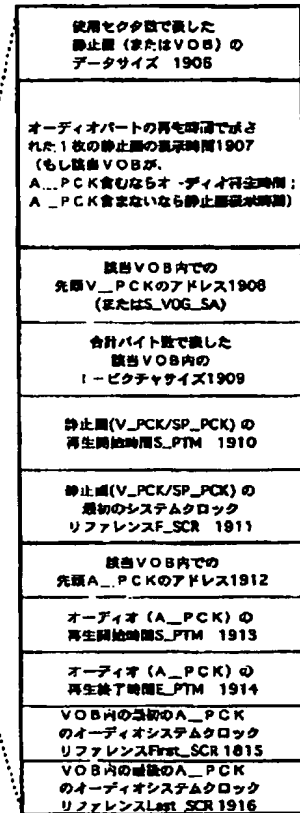 使用セクタ数で表した
静止画（またはVOB）の
データサイズ 1906
オーディオパートの再生時間で示さ
れた1枚の静止画の表示時間1907
（もし該当VOBが、
A__PCK含むならオーディオ再生時間；
A__PCK含まないなら静止画表示時間）
該当VOB内での
先頭V__PCKのアドレス1908
（またはS_VOG_SA）
合計バイト数で表した
該当VOB内の
I－ピクチャサイズ1909
静止画(V_PCK/SP_PCK) の
再生開始時間S_PTM 1910
静止画(V_PCK/SP_PCK) の
最初のシステムクロック
リファレンスF_SCR 1911
該当VOB内での
先頭A__PCKのアドレス1912
オーディオ（A__PCK）の
再生開始時間S_PTM 1913
オーディオ（A__PCK）の
再生終了時間E_PTM 1914
VOB内の最初のA__PCK
のオーディオシステムクロック
リファレンスFirst_SCR 1815
VOB内の最後のA__PCK
のオーディオシステムクロック
リファレンスLast_SCR 1916